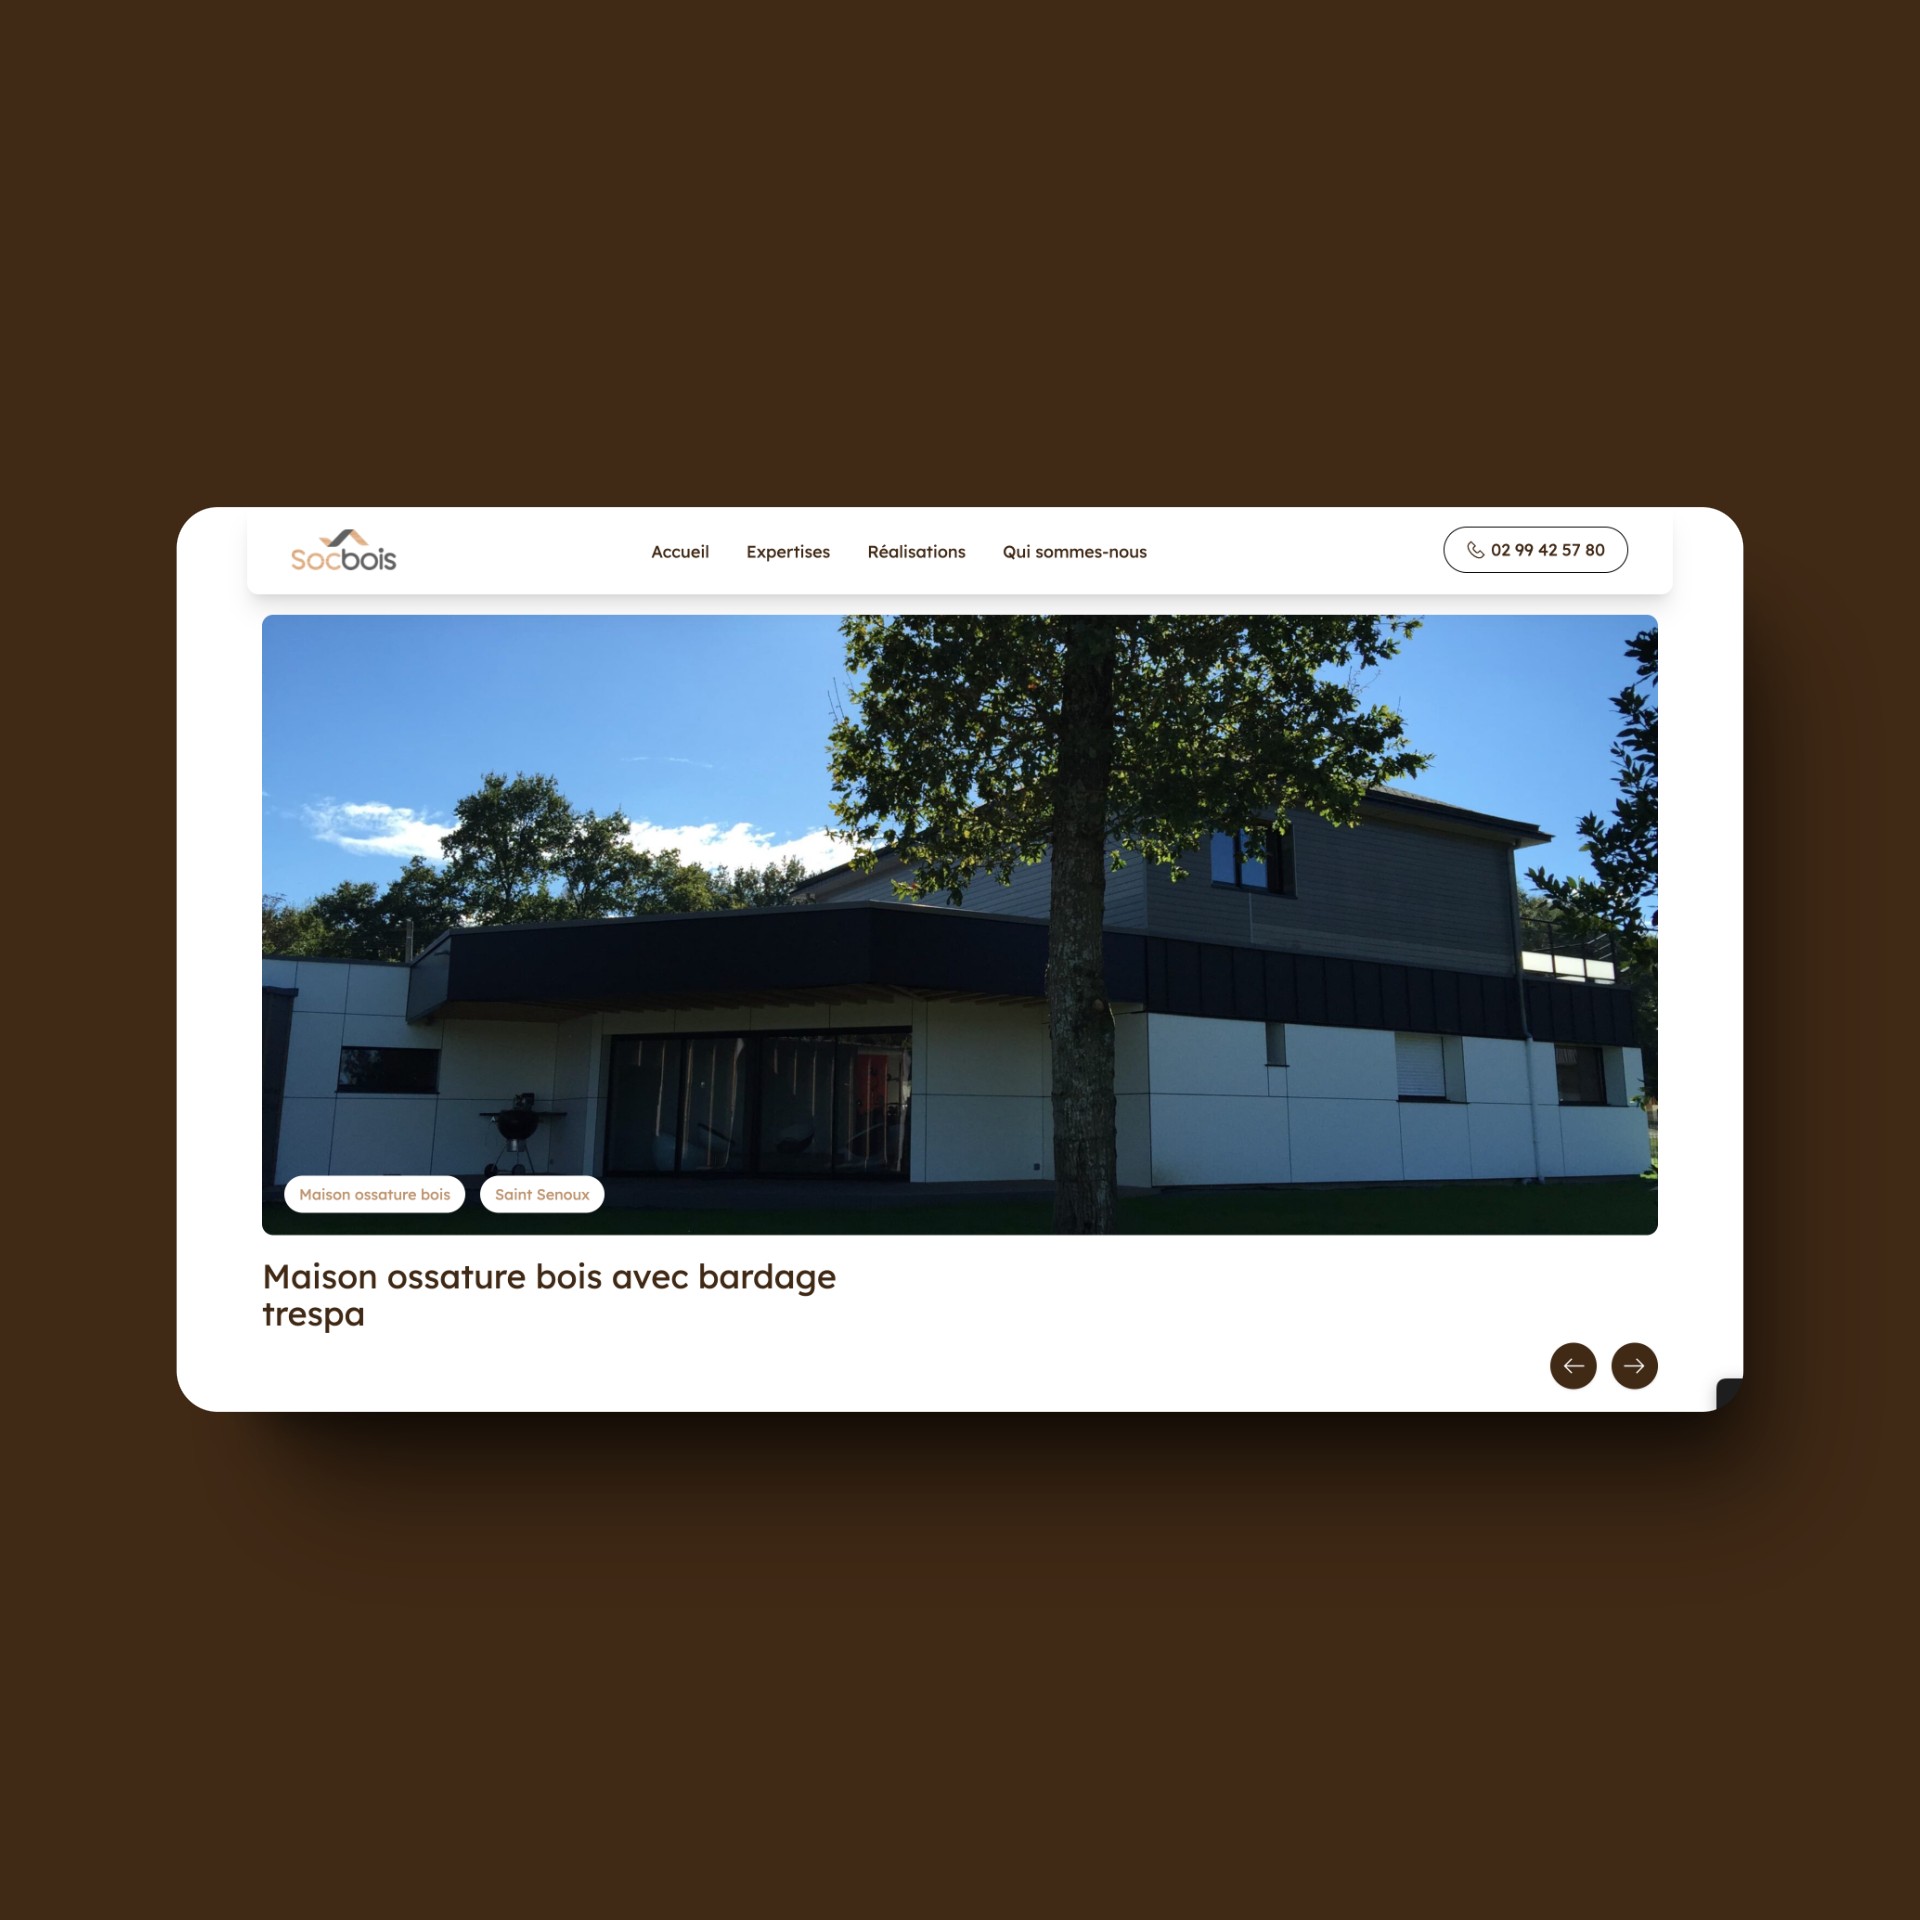 Socbois
Accueil
Expertises
Réalisations
Qui sommes-nous
02 99 42 57 80
Maison ossature bois
Saint Senoux
Maison ossature bois avec bardage
trespa